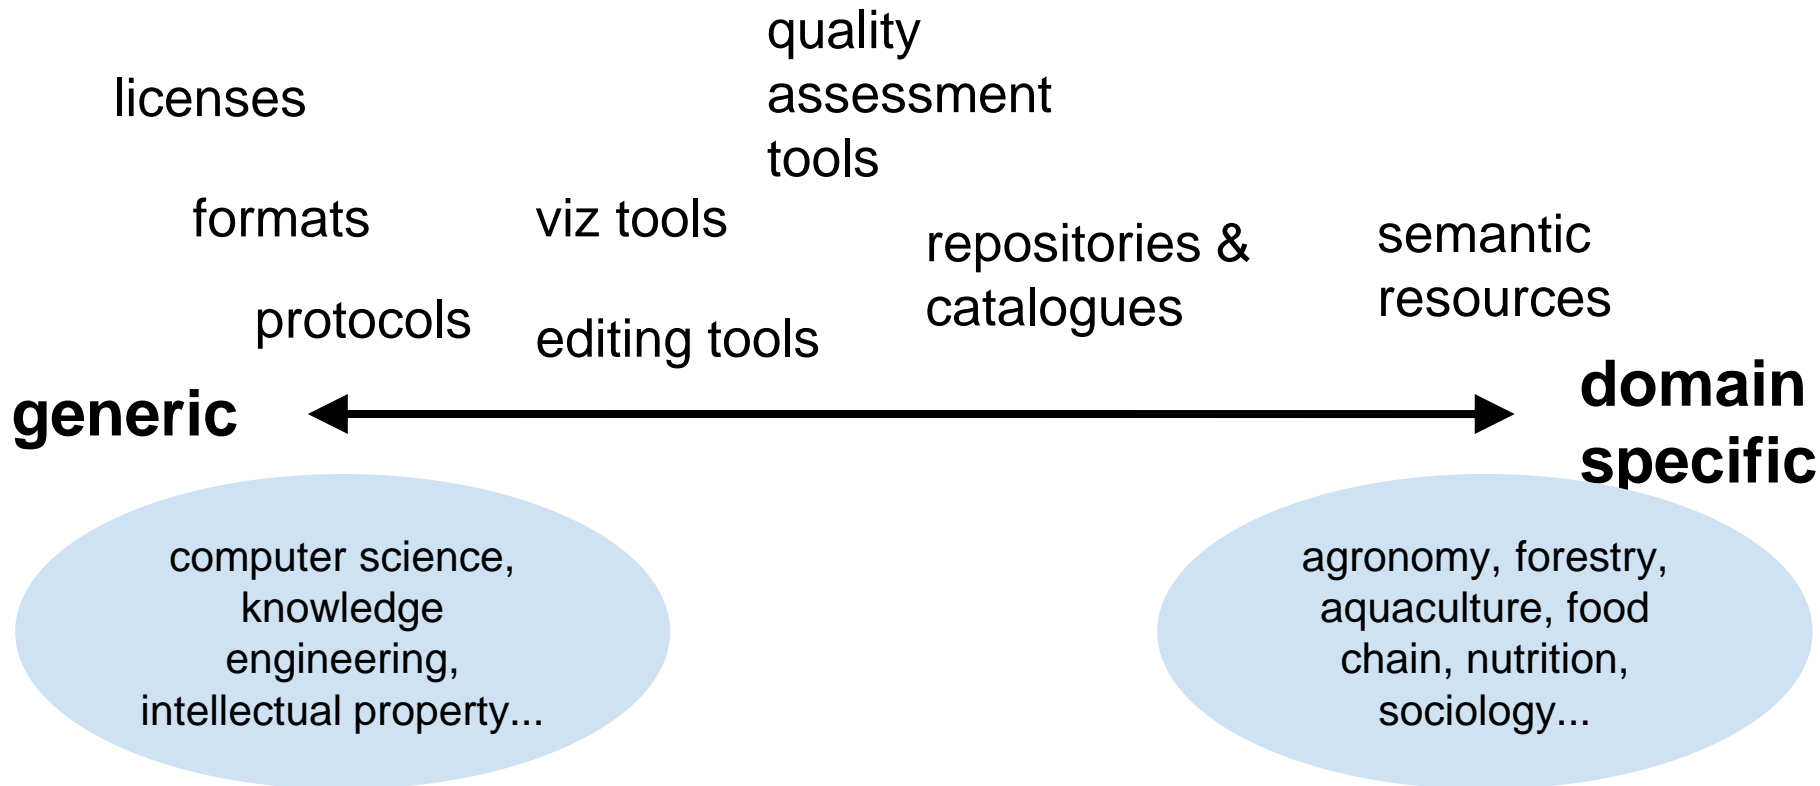 quality
assessment
tools
licenses
formats
viz tools
repositories &
catalogues
semantic
resources
protocols
editing tools
generic
domain
specific
computer science,
knowledge
engineering,
intellectual property...
agronomy, forestry,
aquaculture, food
chain, nutrition,
sociology...